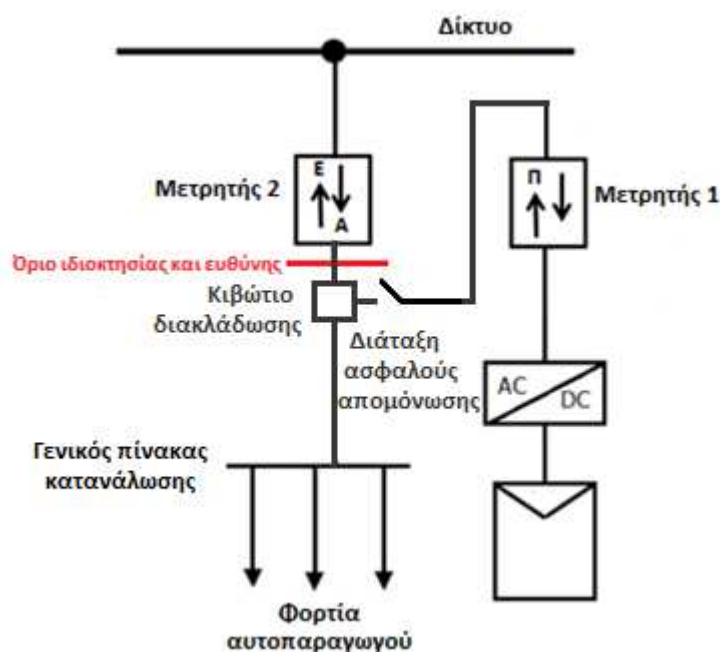 Δίκτυο
Μετρητής 2
Ε
Α
Π
Μετρητής 1
Όριο ιδιοκτησίας και ευθύνης
Κιβώτιο
διακλάδωσης
Διάταξη
ασφαλούς
απομόνωσης
AC
DC
Γενικός πίνακας
κατανάλωσης
Φορτία
αυτοπαραγωγού